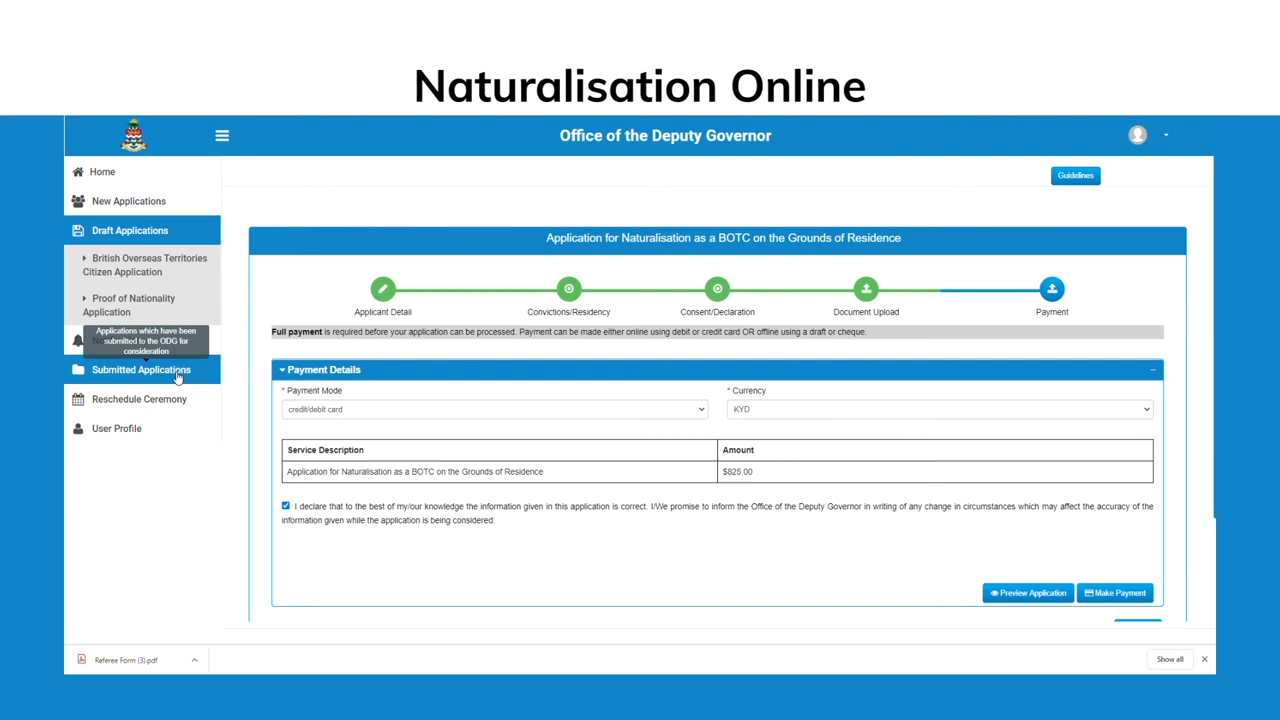 Naturalisation Online
Office of the Deputy Governor
Home
New Applications
Draft Applications
British Overseas Territories
Citizen Application
Proof of Nationality
Application
Applications which have been
submitted to the ODG for
consideration
Submitted Applications
Reschedule Ceremony
User Profile
Guidelines
Application for Naturalisation as a BOTC on the Grounds of Residence
Applicant Detail
Convictions/Residency
Consent/Declaration
Document Upload
Payment
Full payment is required before your application can be processed. Payment can be made either online using debit or credit card OR offline using a draft or cheque.
Payment Details
* Payment Mode
* Currency
credit/debit card
KYD
Service Description
Amount
Application for Naturalisation as a BOTC on the Grounds of Residence
$825.00
I declare that to the best of my/our knowledge the information given in this application is correct. I/We promise to inform the Office of the Deputy Governor in writing of any change in circumstances which may affect the accuracy of the
information given while the application is being considered.
Preview Application
Make Payment
Referee Form (3).pdf
Show all